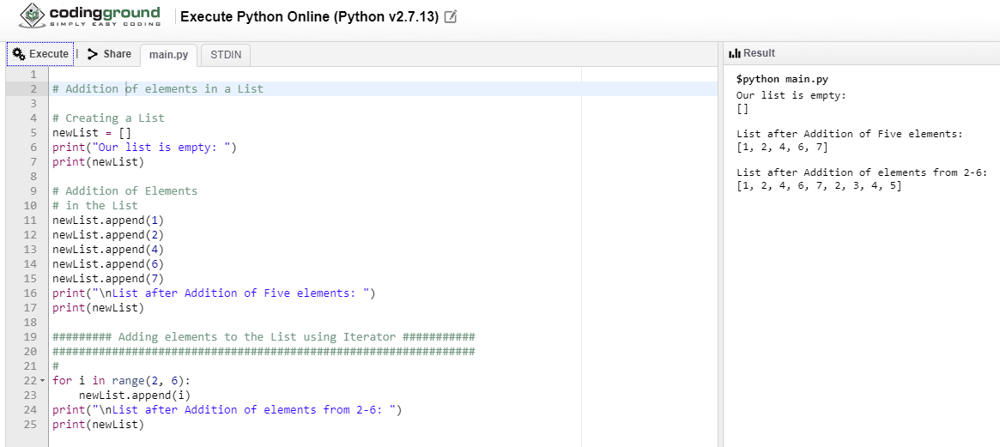 codingground
SIMPLY EASY CODING
Execute Python Online (Python v2.7.13)
Execute | Share main.py STDIN
1
2 # Addition of elements in a List
3
4 # Creating a List
5 newList = []
6 print("Our list is empty: ")
7 print(newList)
8
9 # Addition of Elements
10 # in the List
11 newList.append(1)
12 newList.append(2)
13 newList.append(4)
14 newList.append(6)
15 newList.append(7)
16 print("\nList after Addition of Five elements: ")
17 print(newList)
18
19 ######### Adding elements to the List using Iterator ###########
20 ################################################################
21 #
22 for i in range(2, 6):
23     newList.append(i)
24 print("\nList after Addition of elements from 2-6: ")
25 print(newList)
Result
$python main.py
Our list is empty:
[]
List after Addition of Five elements:
[1, 2, 4, 6, 7]
List after Addition of elements from 2-6:
[1, 2, 4, 6, 7, 2, 3, 4, 5]